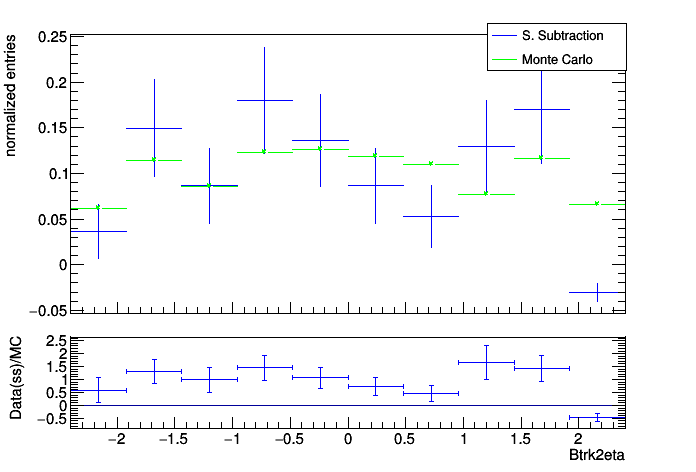 S. Subtraction
Monte Carlo
normalized entries
0.25
0.2
0.15
0.1
0.05
0
−0.05
Data(ss)/MC
2.5
2
1.5
1
0.5
0
−0.5
−2 −1.5 −1 −0.5 0 0.5 1 1.5 2
Btrk2eta